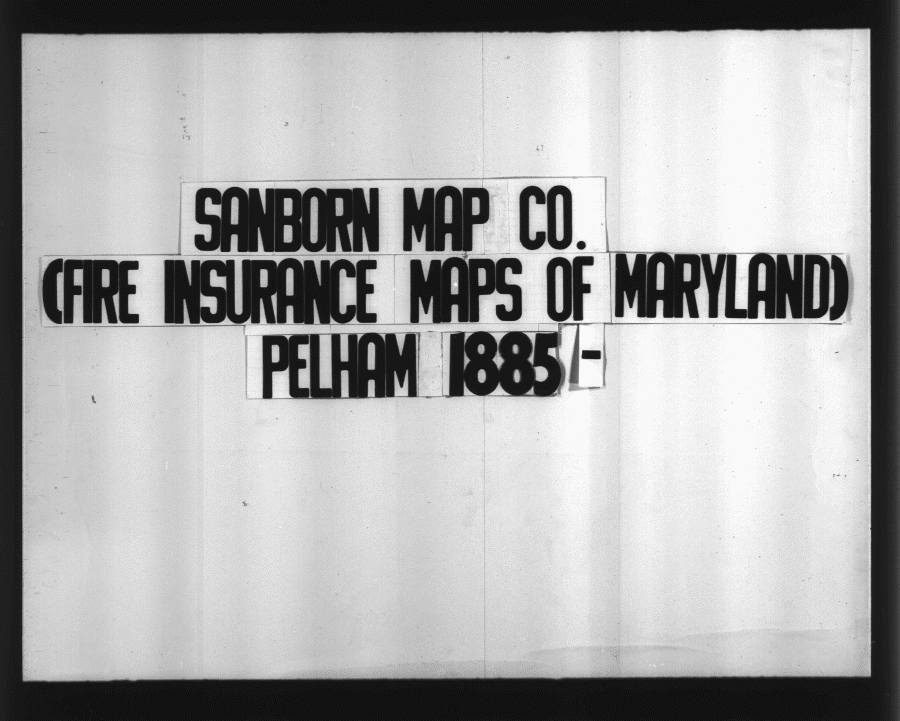 SANBORN MAP CO.
(FIRE INSURANCE MAPS OF MARYLAND)
PELHAM 1885-